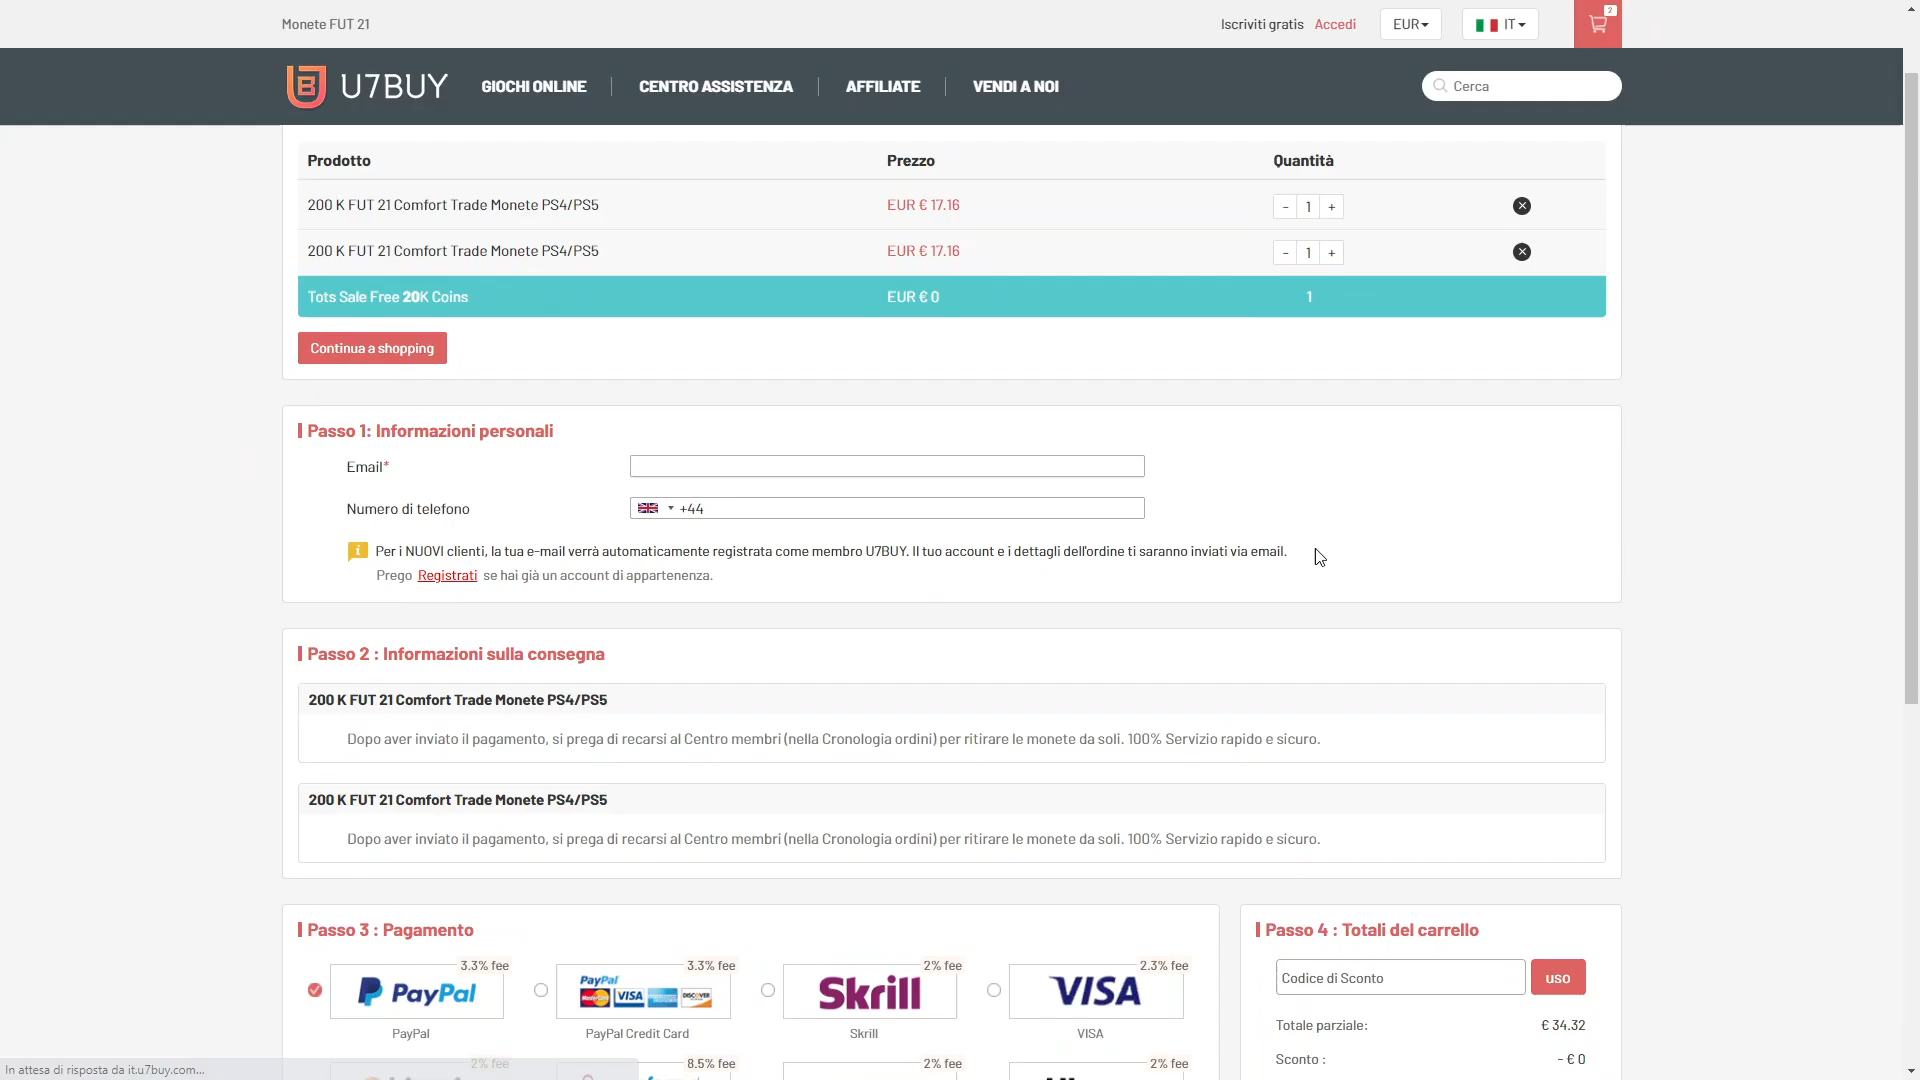 Monete FUT 21
Iscriviti gratis Accedi EUR IT 2
U7BUY GIOCHI ONLINE CENTRO ASSISTENZA AFFILIATE VENDI A NOI Cerca
Prodotto Prezzo Quantità
200 K FUT 21 Comfort Trade Monete PS4/PS5 EUR € 17.16 - 1 +
200 K FUT 21 Comfort Trade Monete PS4/PS5 EUR € 17.16 - 1 +
Tots Sale Free 20K Coins EUR € 0 1
Continua a shopping
Passo 1: Informazioni personali
Email*
Numero di telefono +44
Per i NUOVI clienti, la tua e-mail verrà automaticamente registrata come membro U7BUY. Il tuo account e i dettagli dell'ordine ti saranno inviati via email.
Prego Registrati se hai già un account di appartenenza.
Passo 2 : Informazioni sulla consegna
200 K FUT 21 Comfort Trade Monete PS4/PS5
Dopo aver inviato il pagamento, si prega di recarsi al Centro membri (nella Cronologia ordini) per ritirare le monete da soli. 100% Servizio rapido e sicuro.
200 K FUT 21 Comfort Trade Monete PS4/PS5
Dopo aver inviato il pagamento, si prega di recarsi al Centro membri (nella Cronologia ordini) per ritirare le monete da soli. 100% Servizio rapido e sicuro.
Passo 3 : Pagamento
3.3% fee 3.3% fee 2% fee 2.3% fee
PayPal PayPal MasterCard VISA DISCOVER Skrill VISA
PayPal PayPal Credit Card Skrill VISA
2% fee 8.5% fee 2% fee 2% fee
Passo 4 : Totali del carrello
Codice di Sconto uso
Totale parziale: € 34.32
Sconto : - € 0
In attesa di risposta da it.u7buy.com...